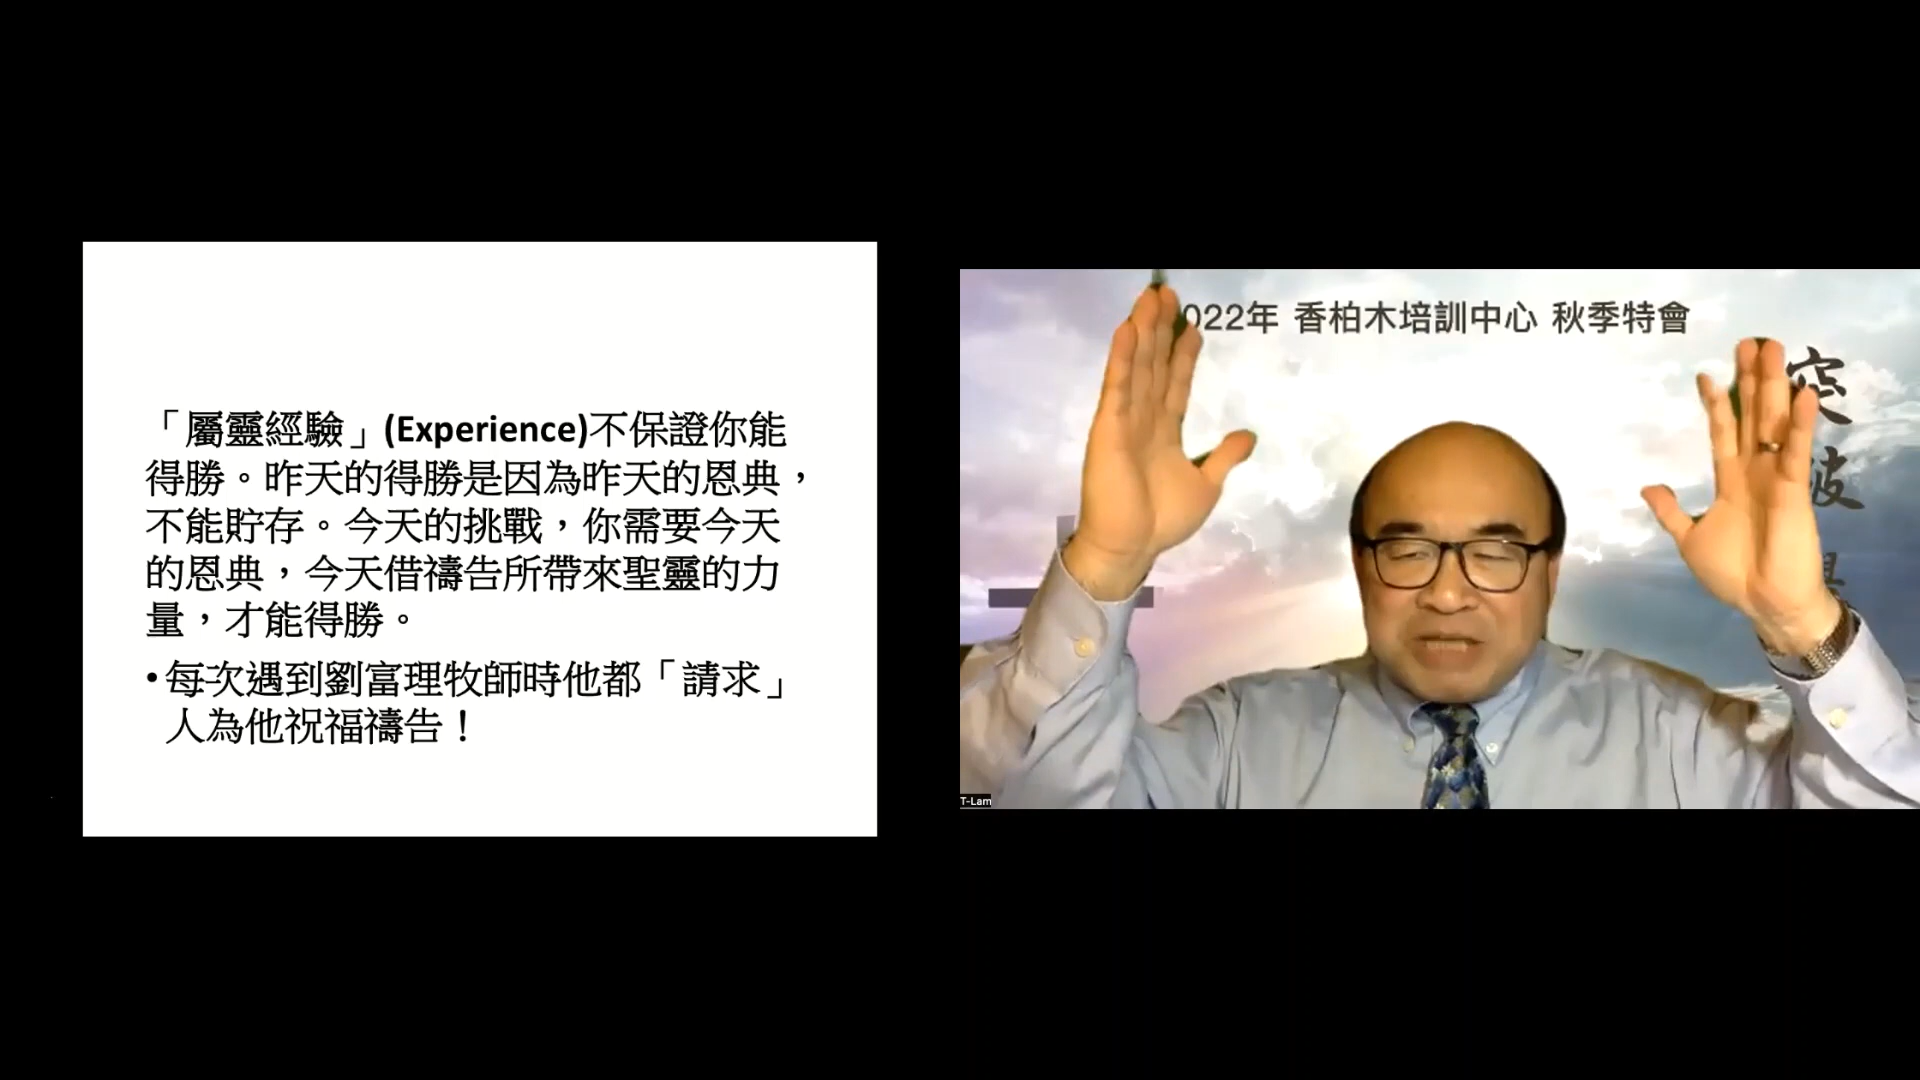 「屬靈經驗」(Experience)不保證你能
得勝。昨天的得勝是因為昨天的恩典，
不能貯存。今天的挑戰，你需要今天
的恩典，今天借禱告所帶來聖靈的力
量，才能得勝。
•每次遇到劉富理牧師時他都「請求」
人為他祝福禱告！
022年 香柏木培訓中心 秋季特會
突
破
T-Lam